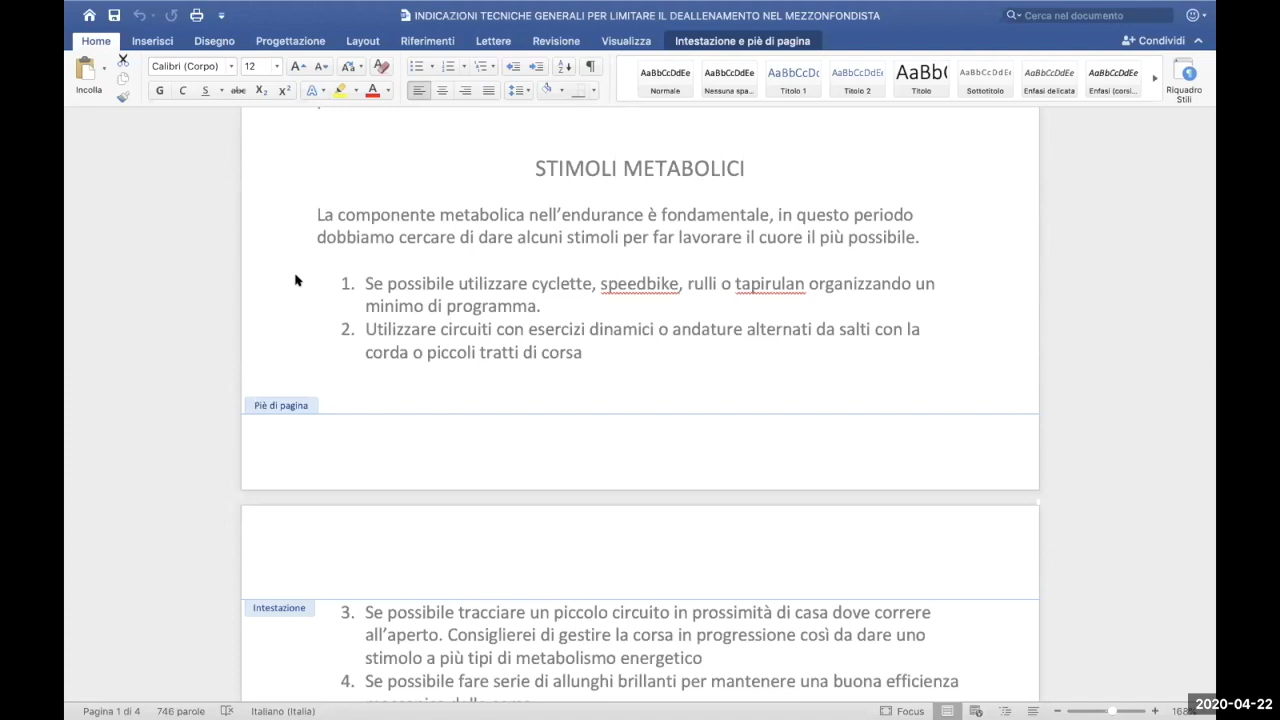 INDICAZIONI TECNICHE GENERALI PER LIMITARE IL DEALLENAMENTO NEL MEZZONFONDISTA
Cerca nel documento
Home Inserisci Disegno Progettazione Layout Riferimenti Lettere Revisione Visualizza Intestazione e piè di pagina Condividi
Calibri (Corpo) 12
Incolla
G C S abc X₂ X²
AaBbCcDdEe AaBbCcDdEe AaBbCcD AaBbCcDdEe AaBb( AaBbCcDdEe AaBbCcDdEe AaBbCcDdEe
Normale Nessuna spa... Titolo 1 Titolo 2 Titolo Sottotitolo Enfasi delicata Enfasi (corsi...
Riquadro
Stili
STIMOLI METABOLICI
La componente metabolica nell’endurance è fondamentale, in questo periodo
dobbiamo cercare di dare alcuni stimoli per far lavorare il cuore il più possibile.
1. Se possibile utilizzare cyclette, speedbike, rulli o tapirulan organizzando un
minimo di programma.
2. Utilizzare circuiti con esercizi dinamici o andature alternati da salti con la
corda o piccoli tratti di corsa
Piè di pagina
Intestazione
3. Se possibile tracciare un piccolo circuito in prossimità di casa dove correre
all’aperto. Consiglierei di gestire la corsa in progressione così da dare uno
stimolo a più tipi di metabolismo energetico
4. Se possibile fare serie di allunghi brillanti per mantenere una buona efficienza
Pagina 1 di 4 746 parole Italiano (Italia) Focus 168%
2020-04-22